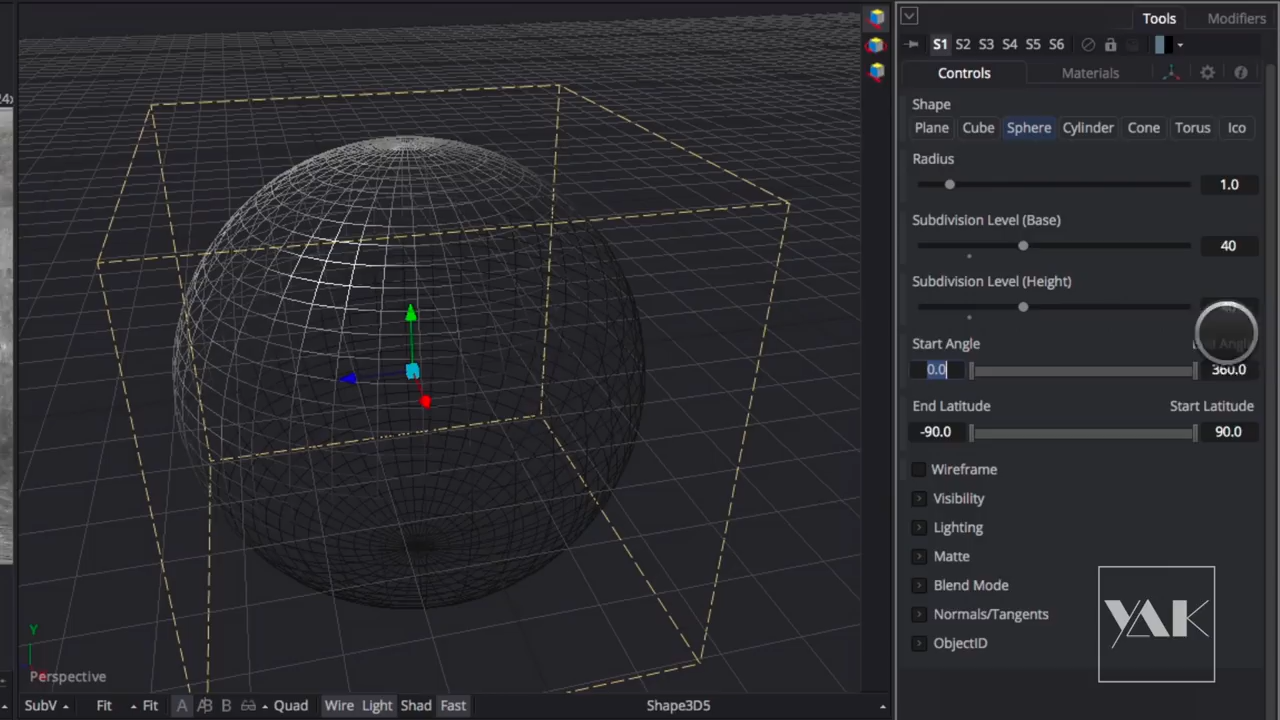 Tools Modifiers
S1 S2 S3 S4 S5 S6
Controls Materials
Shape
Plane Cube Sphere Cylinder Cone Torus Ico
Radius
1.0
Subdivision Level (Base)
40
Subdivision Level (Height)
Start Angle
0.0 360.0
End Latitude Start Latitude
-90.0 90.0
Wireframe
Visibility
Lighting
Matte
Blend Mode
Normals/Tangents
ObjectID
YAK
24x
Y
Perspective
SubV Fit Fit A AB B Quad Wire Light Shad Fast Shape3D5